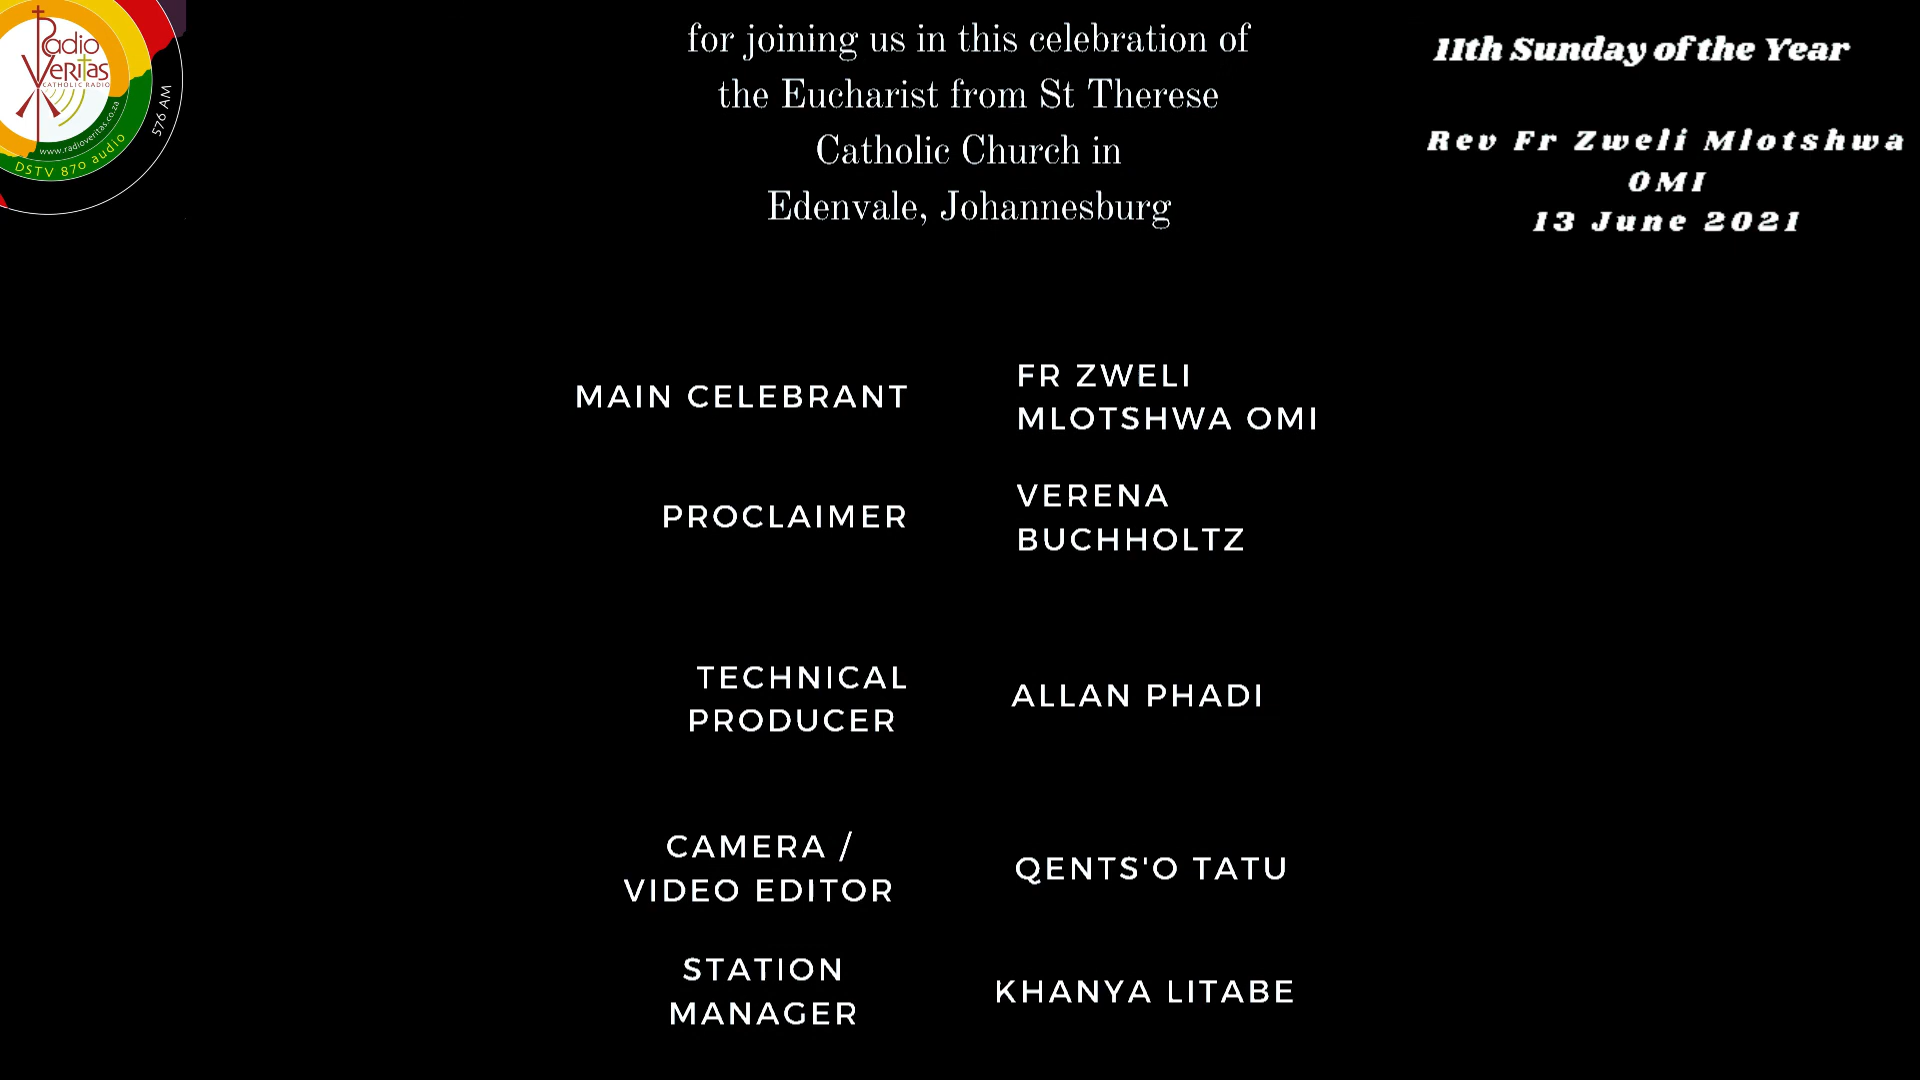 Radio
Veritas
CATHOLIC RADIO
www.radioveritas.co.za
DSTV 870 audio
576 AM
for joining us in this celebration of
the Eucharist from St Therese
Catholic Church in
Edenvale, Johannesburg
11th Sunday of the Year
Rev Fr Zweli Mlotshwa
OMI
13 June 2021
MAIN CELEBRANT
FR ZWELI
MLOTSHWA OMI
PROCLAIMER
VERENA
BUCHHOLTZ
TECHNICAL
PRODUCER
ALLAN PHADI
CAMERA /
VIDEO EDITOR
QENTS'O TATU
STATION
MANAGER
KHANYA LITABE